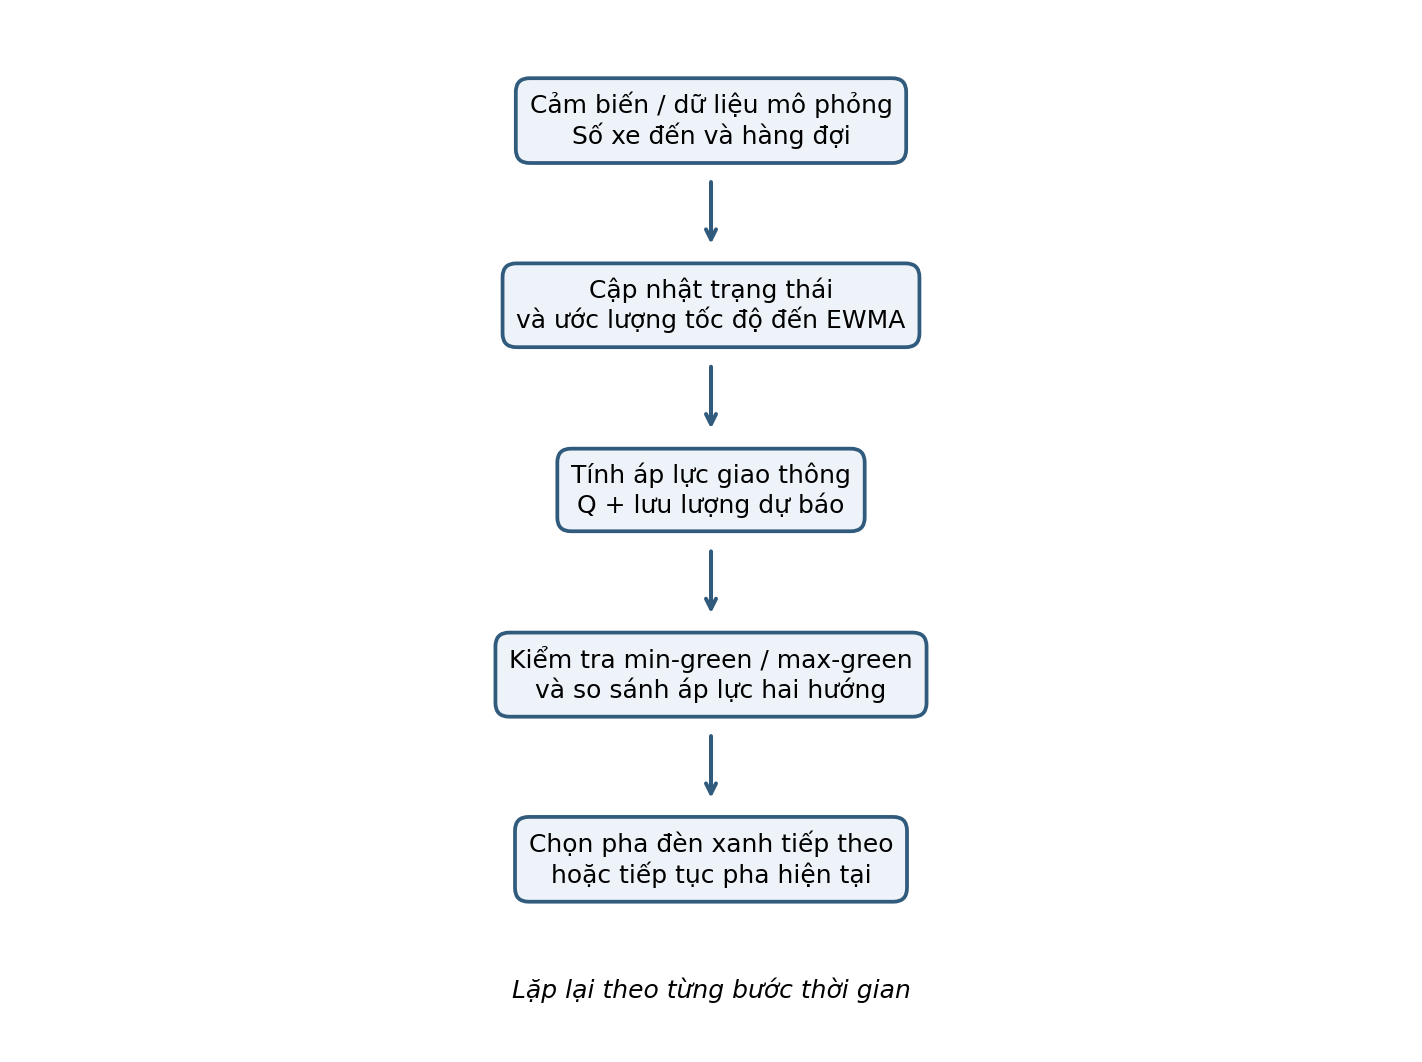 Cảm biến / dữ liệu mô phỏng
Số xe đến và hàng đợi
Cập nhật trạng thái
và ước lượng tốc độ đến EWMA
Tính áp lực giao thông
Q + lưu lượng dự báo
Kiểm tra min-green / max-green
và so sánh áp lực hai hướng
Chọn pha đèn xanh tiếp theo
hoặc tiếp tục pha hiện tại
Lặp lại theo từng bước thời gian